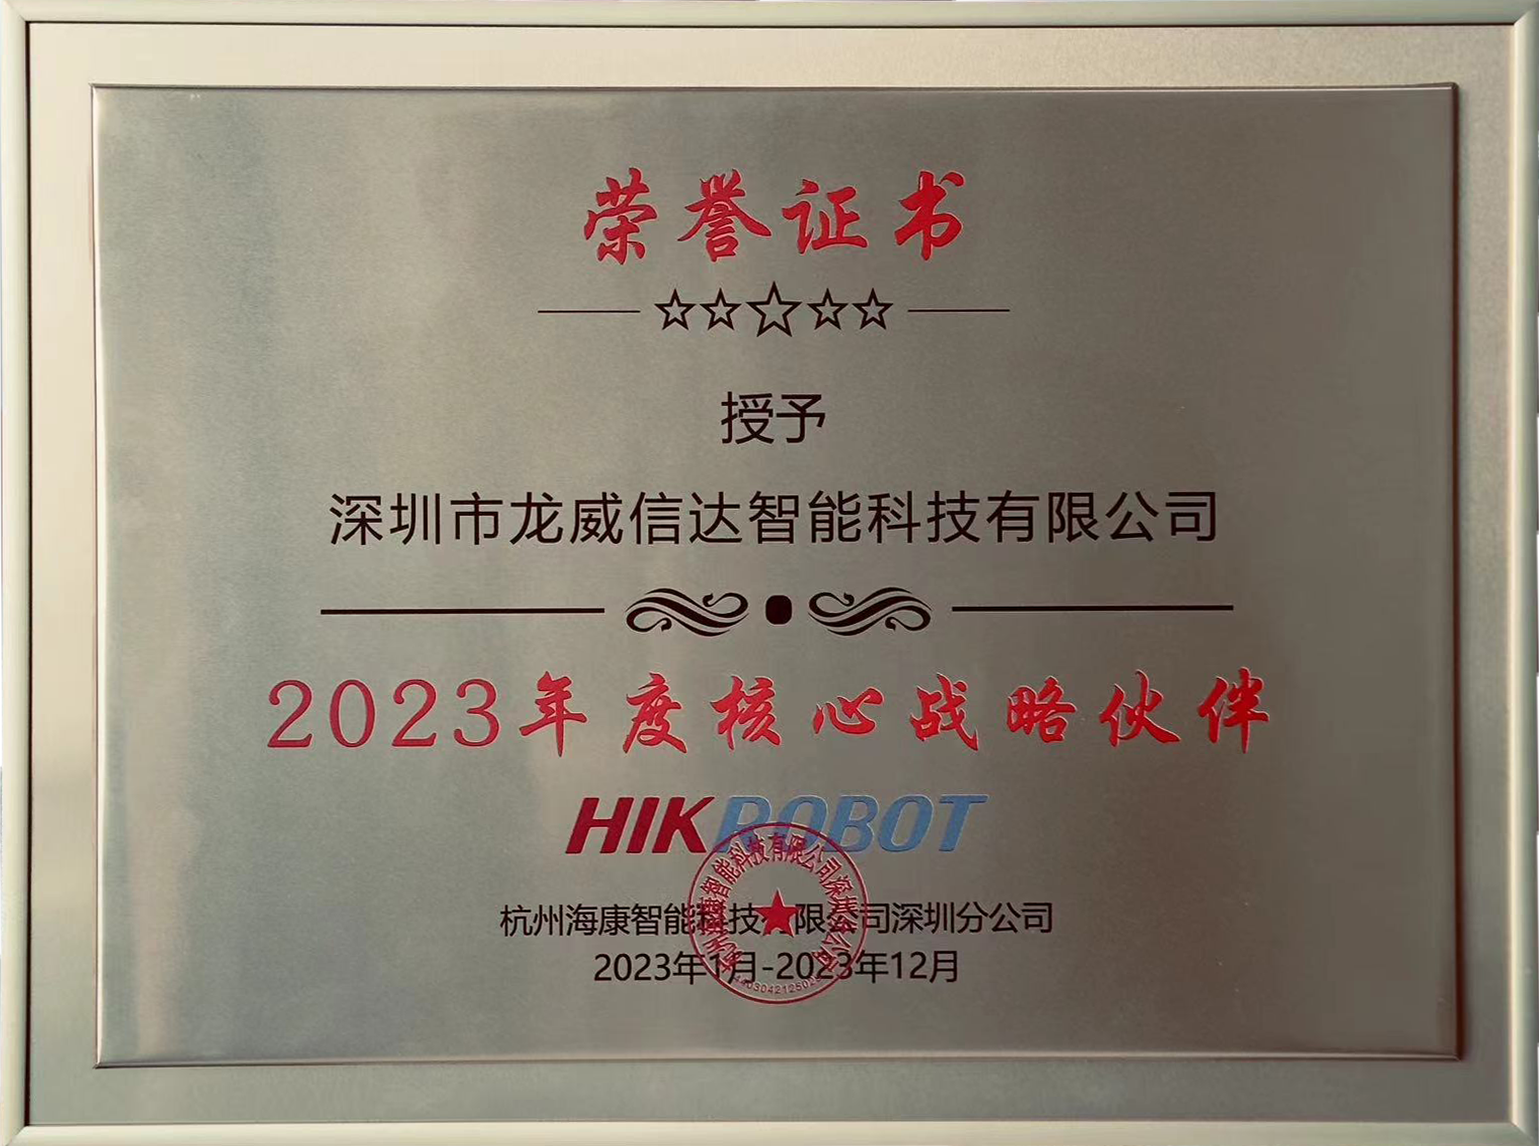 荣誉证书
授予
深圳市龙威信达智能科技有限公司
2023年度核心战略伙伴
HIKROBOT
杭州海康智能科技有限公司深圳分公司
2023年1月-2023年12月